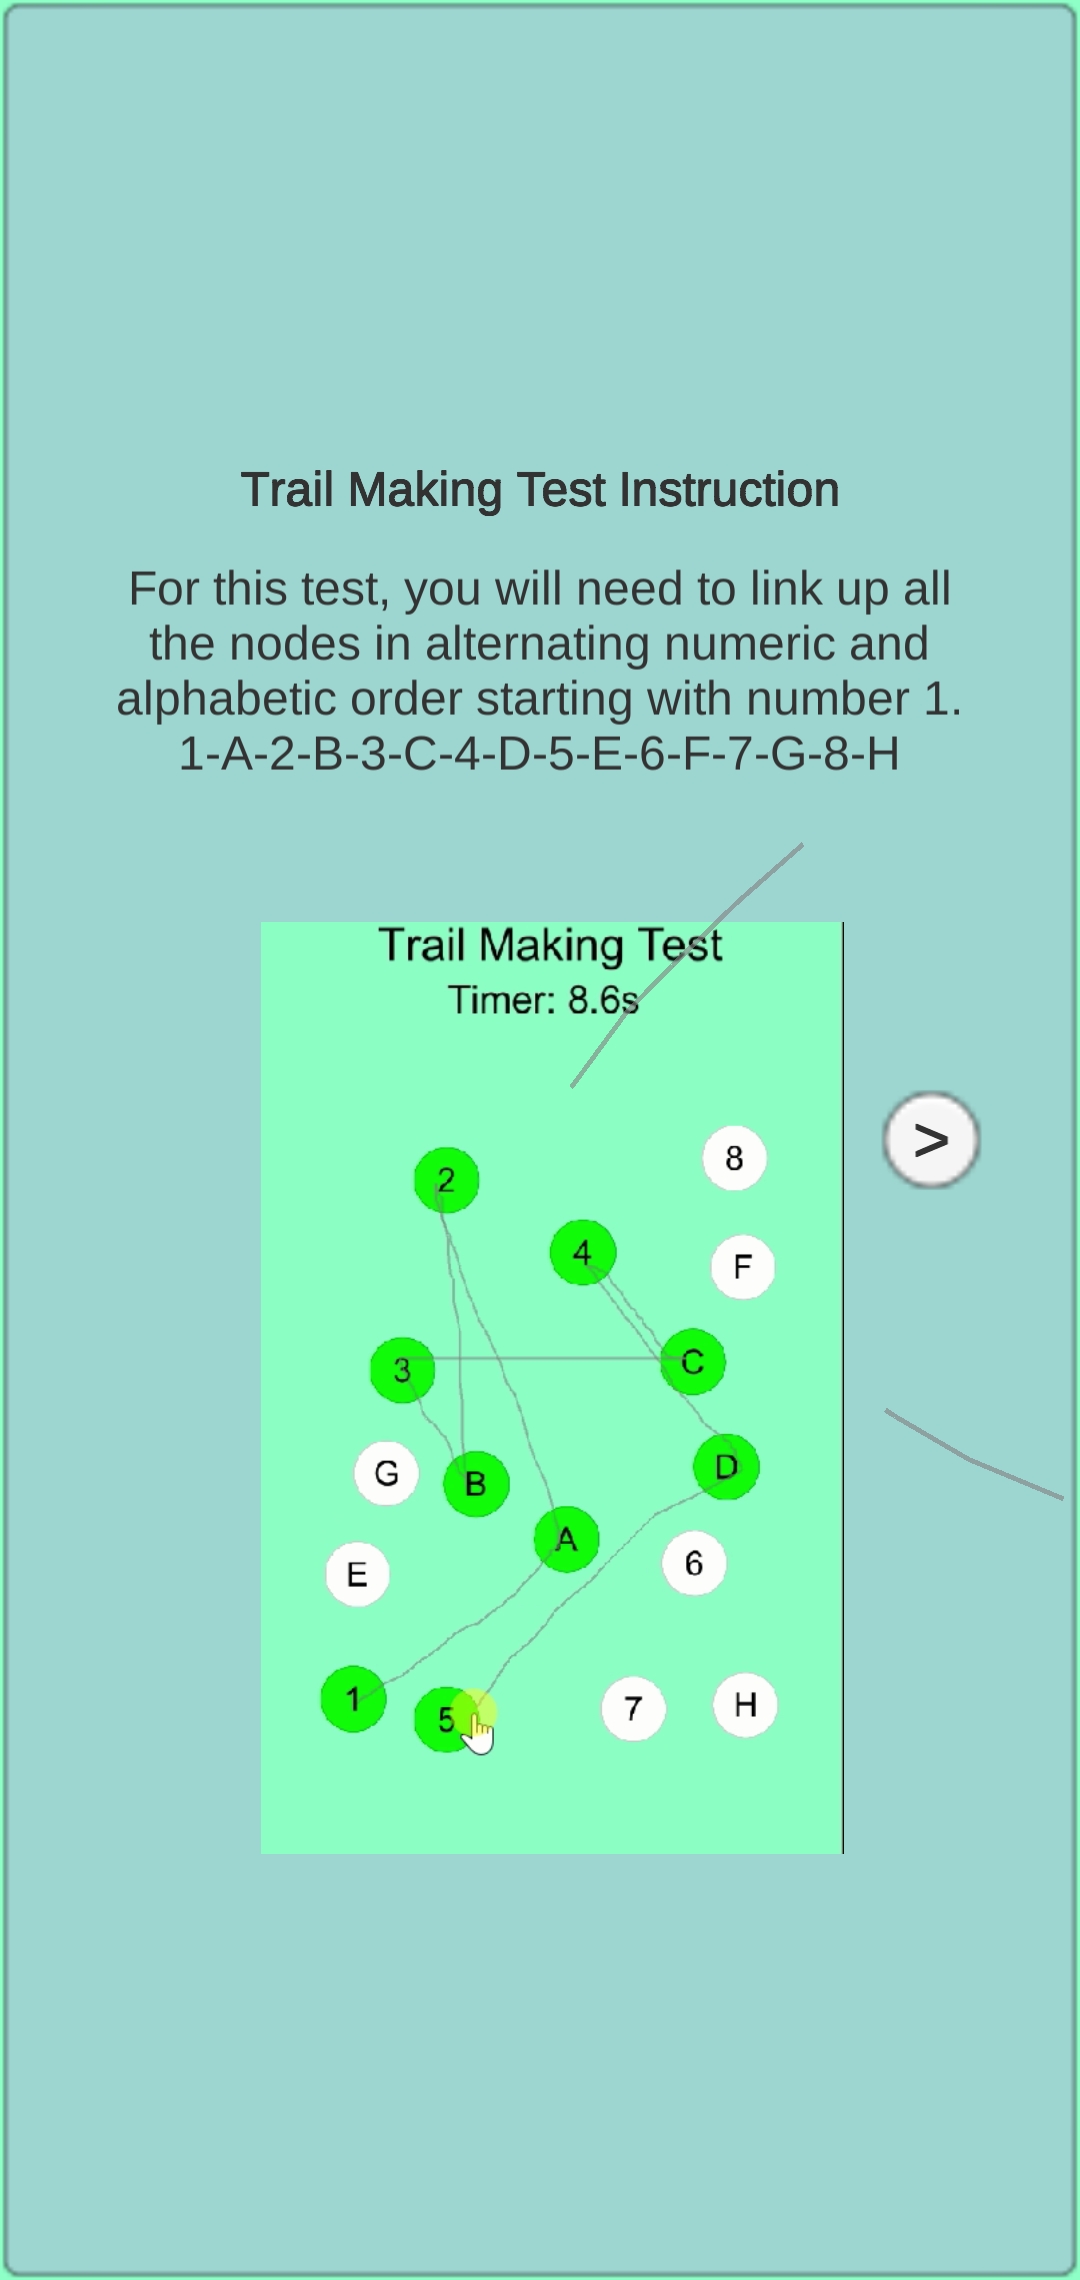 Trail Making Test Instruction
For this test, you will need to link up all
the nodes in alternating numeric and
alphabetic order starting with number 1.
1-A-2-B-3-C-4-D-5-E-6-F-7-G-8-H
Trail Making Test
Timer: 8.6s
>
8
2
4
F
3
C
G
B
D
A
6
E
1
5
7
H